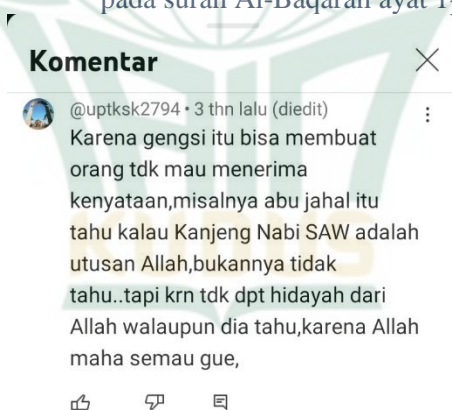 pada surah Al-Baqarah ayat
Komentar
@uptksk2794 • 3 thn lalu (diedit)
Karena gengsi itu bisa membuat
orang tdk mau menerima
kenyataan,misalnya abu jahal itu
tahu kalau Kanjeng Nabi SAW adalah
utusan Allah,bukannya tidak
tahu..tapi krn tdk dpt hidayah dari
Allah walaupun dia tahu,karena Allah
maha semau gue,
KUDUS